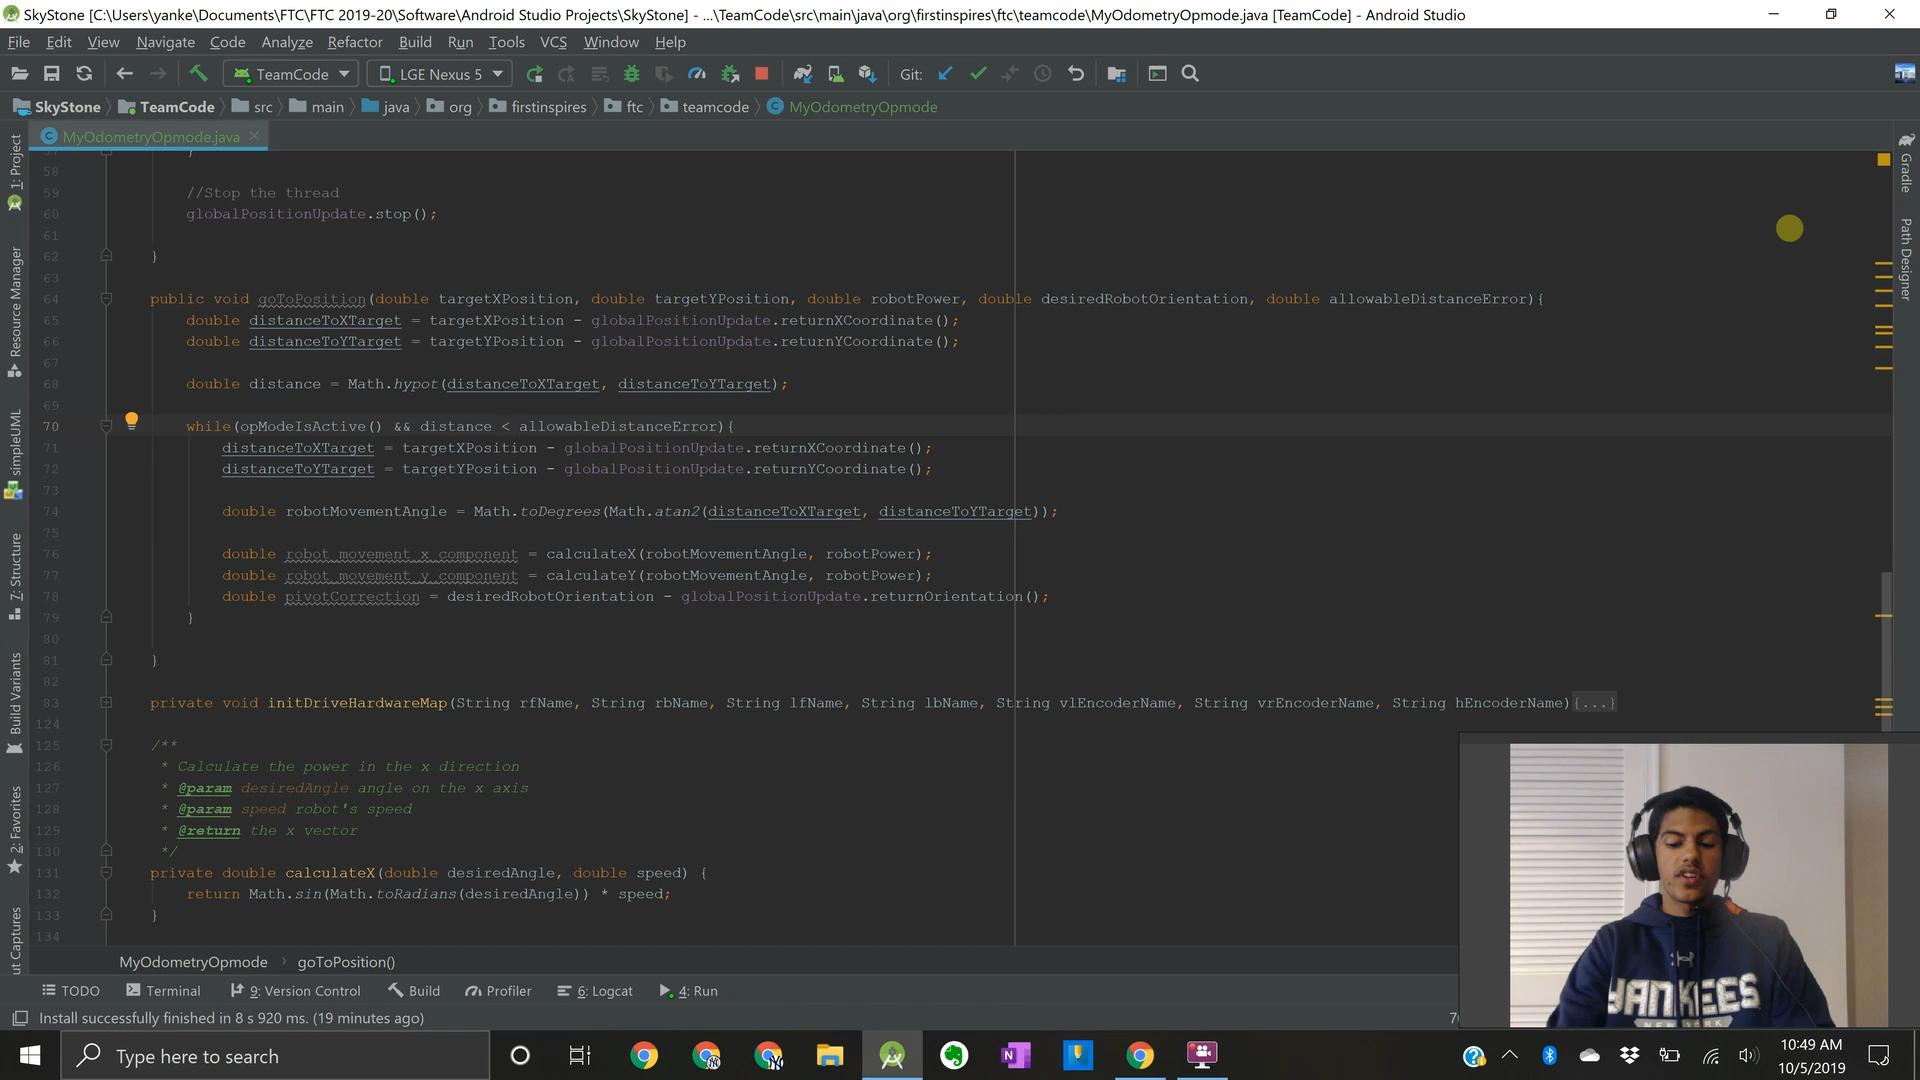 SkyStone [C:\Users\yanke\Documents\FTC\FTC 2019-20\Software\Android Studio Projects\SkyStone] - ...\TeamCode\src\main\java\org\firstinspires\ftc\teamcode\MyOdometryOpmode.java [TeamCode] - Android Studio
File Edit View Navigate Code Analyze Refactor Build Run Tools VCS Window Help
TeamCode LGE Nexus 5 Git:
SkyStone TeamCode src main java org firstinspires ftc teamcode MyOdometryOpmode
MyOdometryOpmode.java
1: Project
Resource Manager
simpleUML
7: Structure
Build Variants
2: Favorites
ut Captures
Gradle
Path Designer
58
59 //Stop the thread
60 globalPositionUpdate.stop();
61
62 }
63
64 public void goToPosition(double targetXPosition, double targetYPosition, double robotPower, double desiredRobotOrientation, double allowableDistanceError){
65 double distanceToXTarget = targetXPosition - globalPositionUpdate.returnXCoordinate();
66 double distanceToYTarget = targetYPosition - globalPositionUpdate.returnYCoordinate();
67
68 double distance = Math.hypot(distanceToXTarget, distanceToYTarget);
69
70 while(opModeIsActive() && distance < allowableDistanceError){
71 distanceToXTarget = targetXPosition - globalPositionUpdate.returnXCoordinate();
72 distanceToYTarget = targetYPosition - globalPositionUpdate.returnYCoordinate();
73
74 double robotMovementAngle = Math.toDegrees(Math.atan2(distanceToXTarget, distanceToYTarget));
75
76 double robot_movement_x_component = calculateX(robotMovementAngle, robotPower);
77 double robot_movement_y_component = calculateY(robotMovementAngle, robotPower);
78 double pivotCorrection = desiredRobotOrientation - globalPositionUpdate.returnOrientation();
79 }
80
81 }
82
83 private void initDriveHardwareMap(String rfName, String rbName, String lfName, String lbName, String vlEncoderName, String vrEncoderName, String hEncoderName){...}
124
125 /**
126 * Calculate the power in the x direction
127 * @param desiredAngle angle on the x axis
128 * @param speed robot's speed
129 * @return the x vector
130 */
131 private double calculateX(double desiredAngle, double speed) {
132 return Math.sin(Math.toRadians(desiredAngle)) * speed;
133 }
134
MyOdometryOpmode goToPosition()
TODO Terminal 9: Version Control Build Profiler 6: Logcat 4: Run
Install successfully finished in 8 s 920 ms. (19 minutes ago)
YANKEES
NEW YORK
Type here to search
10:49 AM
10/5/2019